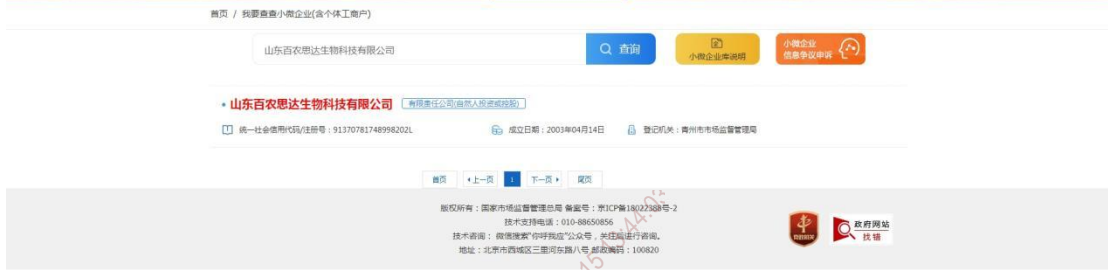 首页 / 我要查查小微企业(含个体工商户)
山东百农思达生物科技有限公司
查询
小微企业库说明
小微企业
信息争议申诉
山东百农思达生物科技有限公司 有限责任公司(自然人投资或控股)
统一社会信用代码/注册号：91370781748998202L 成立日期：2003年04月14日 登记机关：青州市市场监督管理局
首页 上一页 1 下一页 尾页
版权所有：国家市场监督管理总局 备案号：京ICP备18022388号-2
技术支持电话：010-88650856
技术咨询： 微信搜索"你呼我应"公众号，关注后进行咨询。
地址：北京市西城区三里河东路八号 邮政编码：100820
党政机关
政府网站
找错